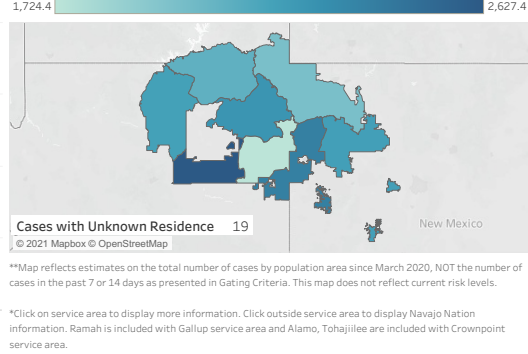 1,724.4 2,627.4
New Mexico
Cases with Unknown Residence 19
© 2021 Mapbox © OpenStreetMap
**Map reflects estimates on the total number of cases by population area since March 2020, NOT the number of
cases in the past 7 or 14 days as presented in Gating Criteria. This map does not reflect current risk levels.
*Click on service area to display more information. Click outside service area to display Navajo Nation
information. Ramah is included with Gallup service area and Alamo, Tohajiilee are included with Crownpoint
service area.